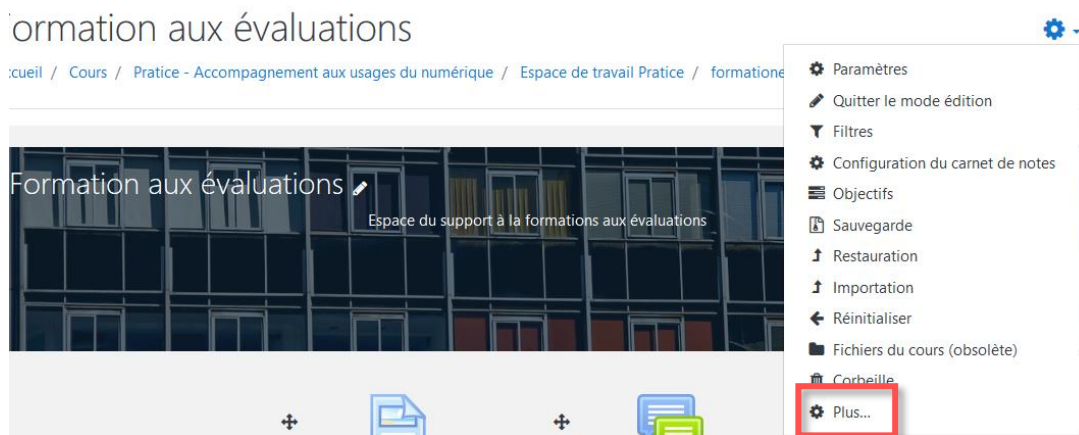 ormation aux évaluations
cueil / Cours / Pratice - Accompagnement aux usages du numérique / Espace de travail Pratice / formatione
Paramètres
Quitter le mode édition
Filtres
Configuration du carnet de notes
Objectifs
Sauvegarde
Restauration
Importation
Réinitialiser
Fichiers du cours (obsolète)
Corbeille
Plus...
Formation aux évaluations
Espace du support à la formations aux évaluations